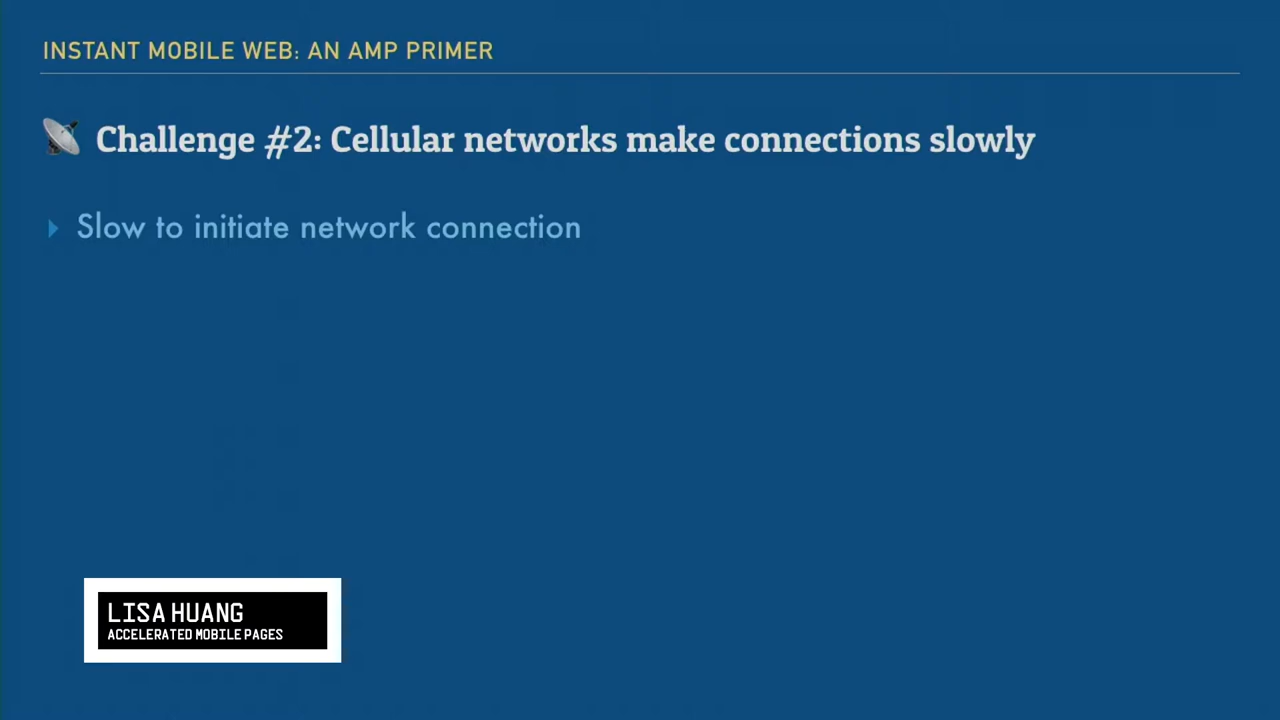 INSTANT MOBILE WEB: AN AMP PRIMER
Challenge #2: Cellular networks make connections slowly
Slow to initiate network connection
LISA HUANG
ACCELERATED MOBILE PAGES